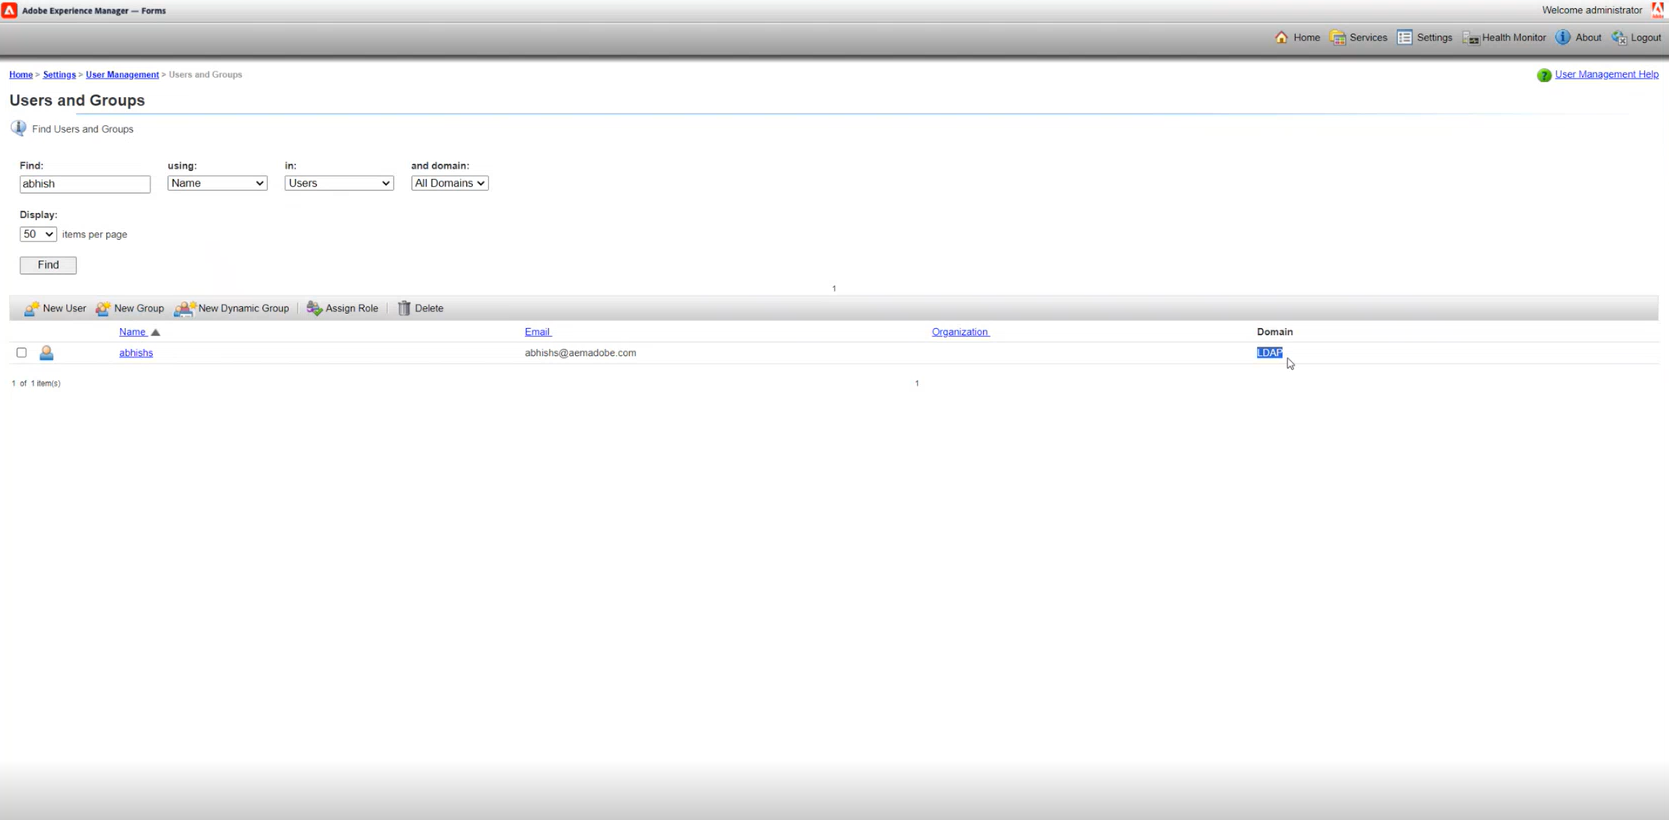 Adobe Experience Manager — Forms
Welcome administrator
Home Services Settings Health Monitor About Logout
Home > Settings > User Management > Users and Groups
User Management Help
Users and Groups
Find Users and Groups
Find: using: in: and domain:
abhish Name Users All Domains
Display:
50 items per page
Find
1
New User New Group New Dynamic Group Assign Role Delete
Name Email Organization Domain
abhishs abhishs@aemadobe.com LDAP
1 of 1 item(s) 1